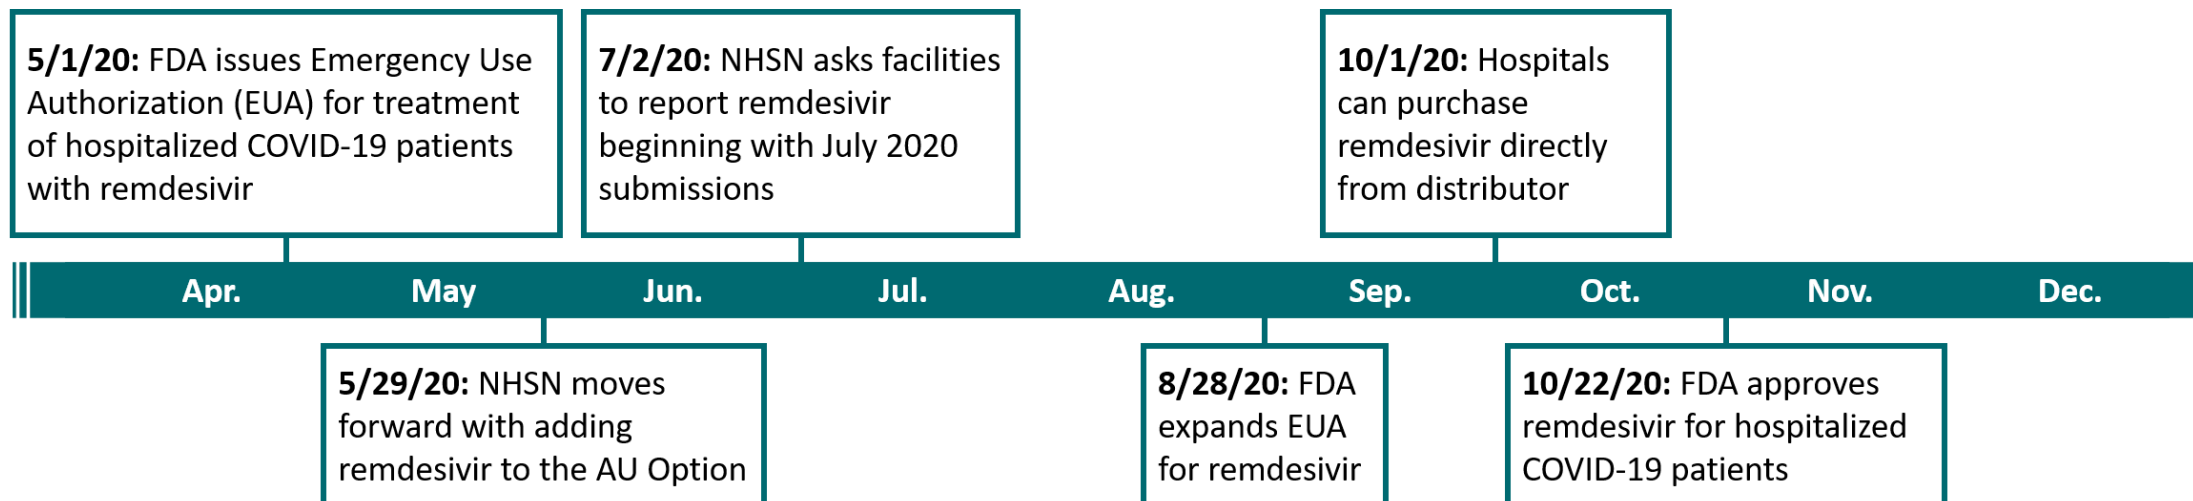 5/1/20: FDA issues Emergency Use
Authorization (EUA) for treatment
of hospitalized COVID-19 patients
with remdesivir
7/2/20: NHSN asks facilities
to report remdesivir
beginning with July 2020
submissions
10/1/20: Hospitals
can purchase
remdesivir directly
from distributor
Apr. May Jun. Jul. Aug. Sep. Oct. Nov. Dec.
5/29/20: NHSN moves
forward with adding
remdesivir to the AU Option
8/28/20: FDA
expands EUA
for remdesivir
10/22/20: FDA approves
remdesivir for hospitalized
COVID-19 patients